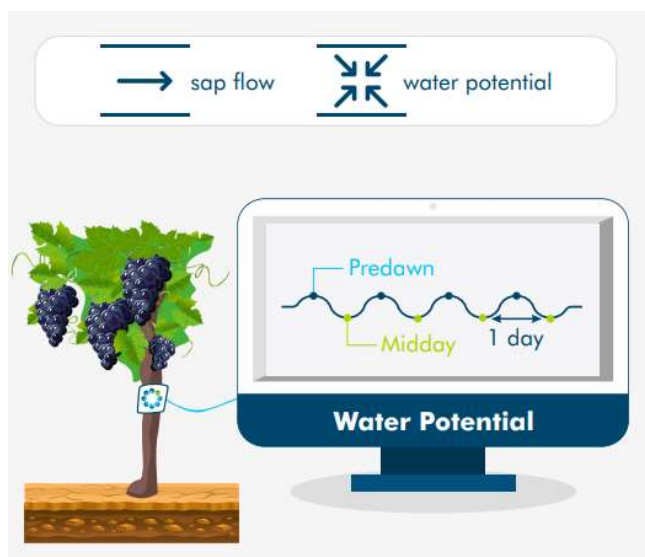 sap flow
water potential
Predawn
Midday
1 day
Water Potential